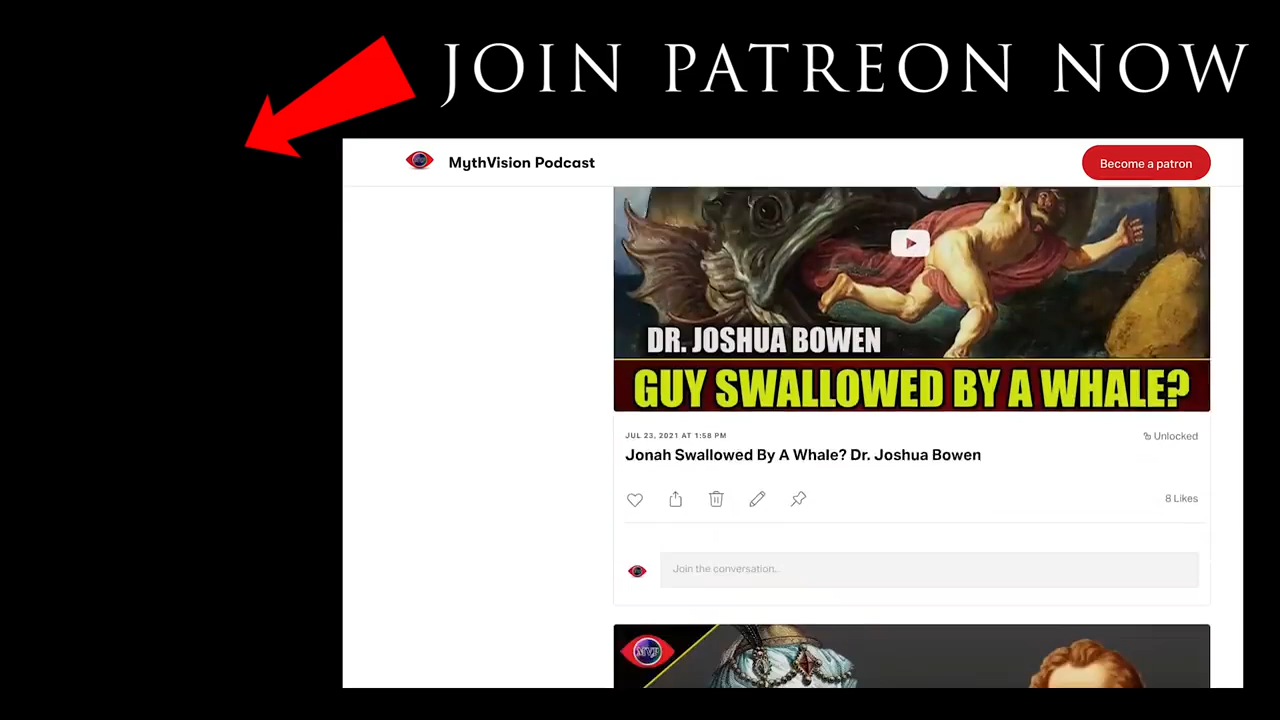 JOIN PATREON NOW
MythVision Podcast
Become a patron
DR. JOSHUA BOWEN
GUY SWALLOWED BY A WHALE?
JUL 23, 2021 AT 1:58 PM
Unlocked
Jonah Swallowed By A Whale? Dr. Joshua Bowen
8 Likes
Join the conversation...
MVP